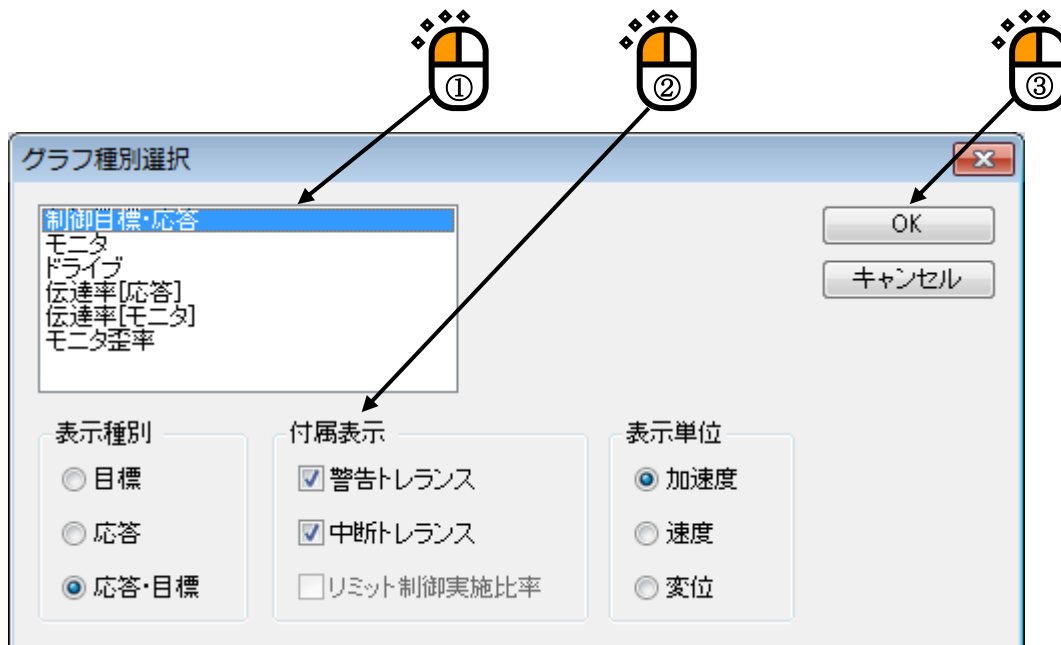 ① ② ③
グラフ種別選択
制御目標・応答
モニタ
ドライブ
伝達率[応答]
伝達率[モニタ]
モニタ歪率
OK
キャンセル
表示種別
目標
応答
応答・目標
付属表示
警告トレランス
中断トレランス
リミット制御実施比率
表示単位
加速度
速度
変位